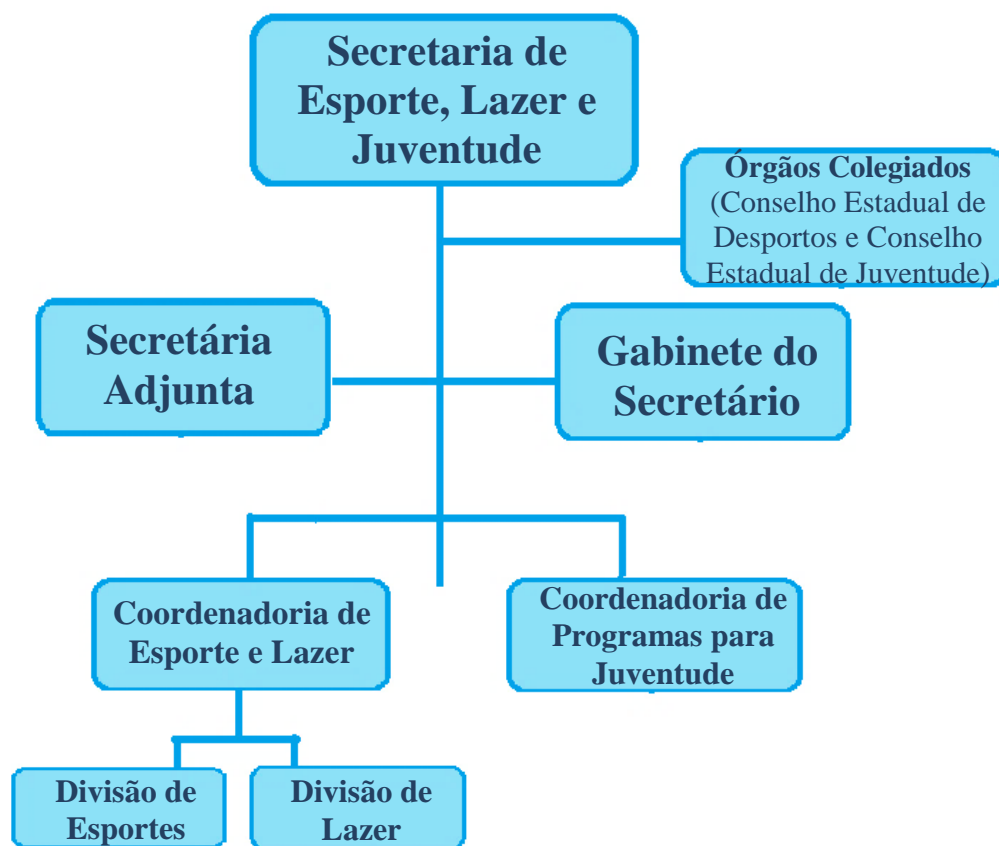 Secretaria de
Esporte, Lazer e
Juventude
Órgãos Colegiados
(Conselho Estadual de
Desportos e Conselho
Estadual de Juventude)
Secretária
Adjunta
Gabinete do
Secretário
Coordenadoria de
Esporte e Lazer
Coordenadoria de
Programas para
Juventude
Divisão de
Esportes
Divisão de
Lazer